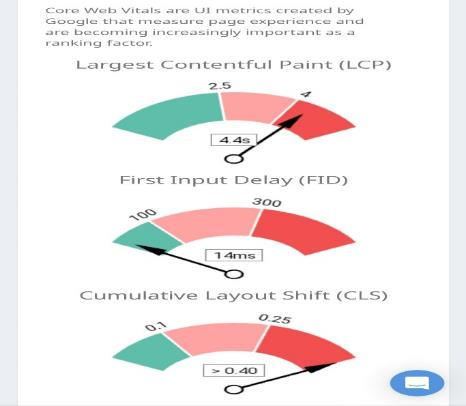 Core Web Vitals are UI metrics created by
Google that measure page experience and
are becoming increasingly important as a
ranking factor.
Largest Contentful Paint (LCP)
2.5
4
4.4s
First Input Delay (FID)
100
300
14ms
Cumulative Layout Shift (CLS)
0.1
0.25
> 0.40